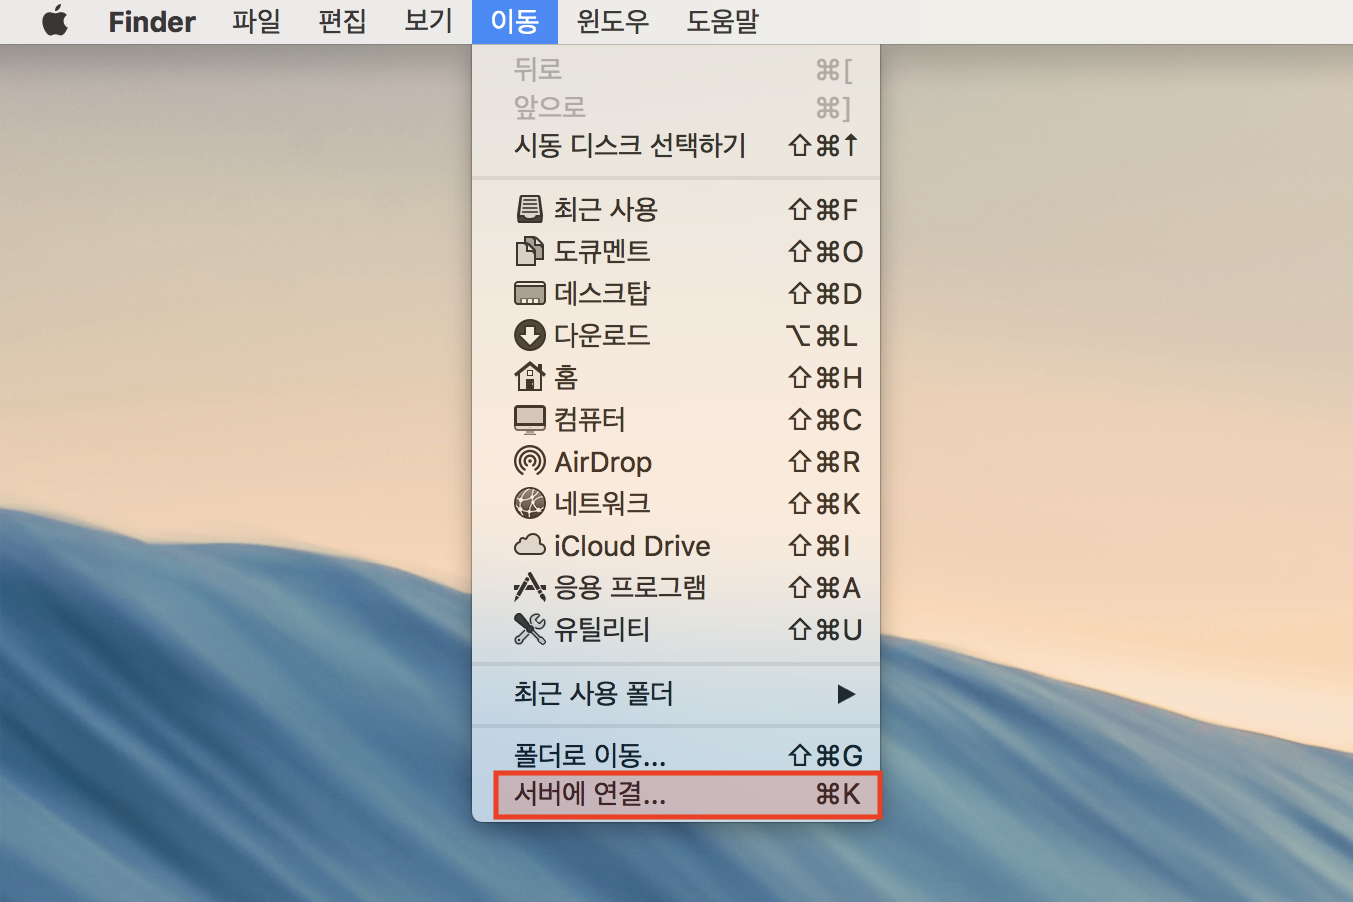 Finder 파일 편집 보기 이동 윈도우 도움말
뒤로 ⌘[
앞으로 ⌘]
시동 디스크 선택하기 ⇧⌘↑
최근 사용 ⇧⌘F
도큐멘트 ⇧⌘O
데스크탑 ⇧⌘D
다운로드 ⌥⌘L
홈 ⇧⌘H
컴퓨터 ⇧⌘C
AirDrop ⇧⌘R
네트워크 ⇧⌘K
iCloud Drive ⇧⌘I
응용 프로그램 ⇧⌘A
유틸리티 ⇧⌘U
최근 사용 폴더 ▶
폴더로 이동... ⇧⌘G
서버에 연결... ⌘K